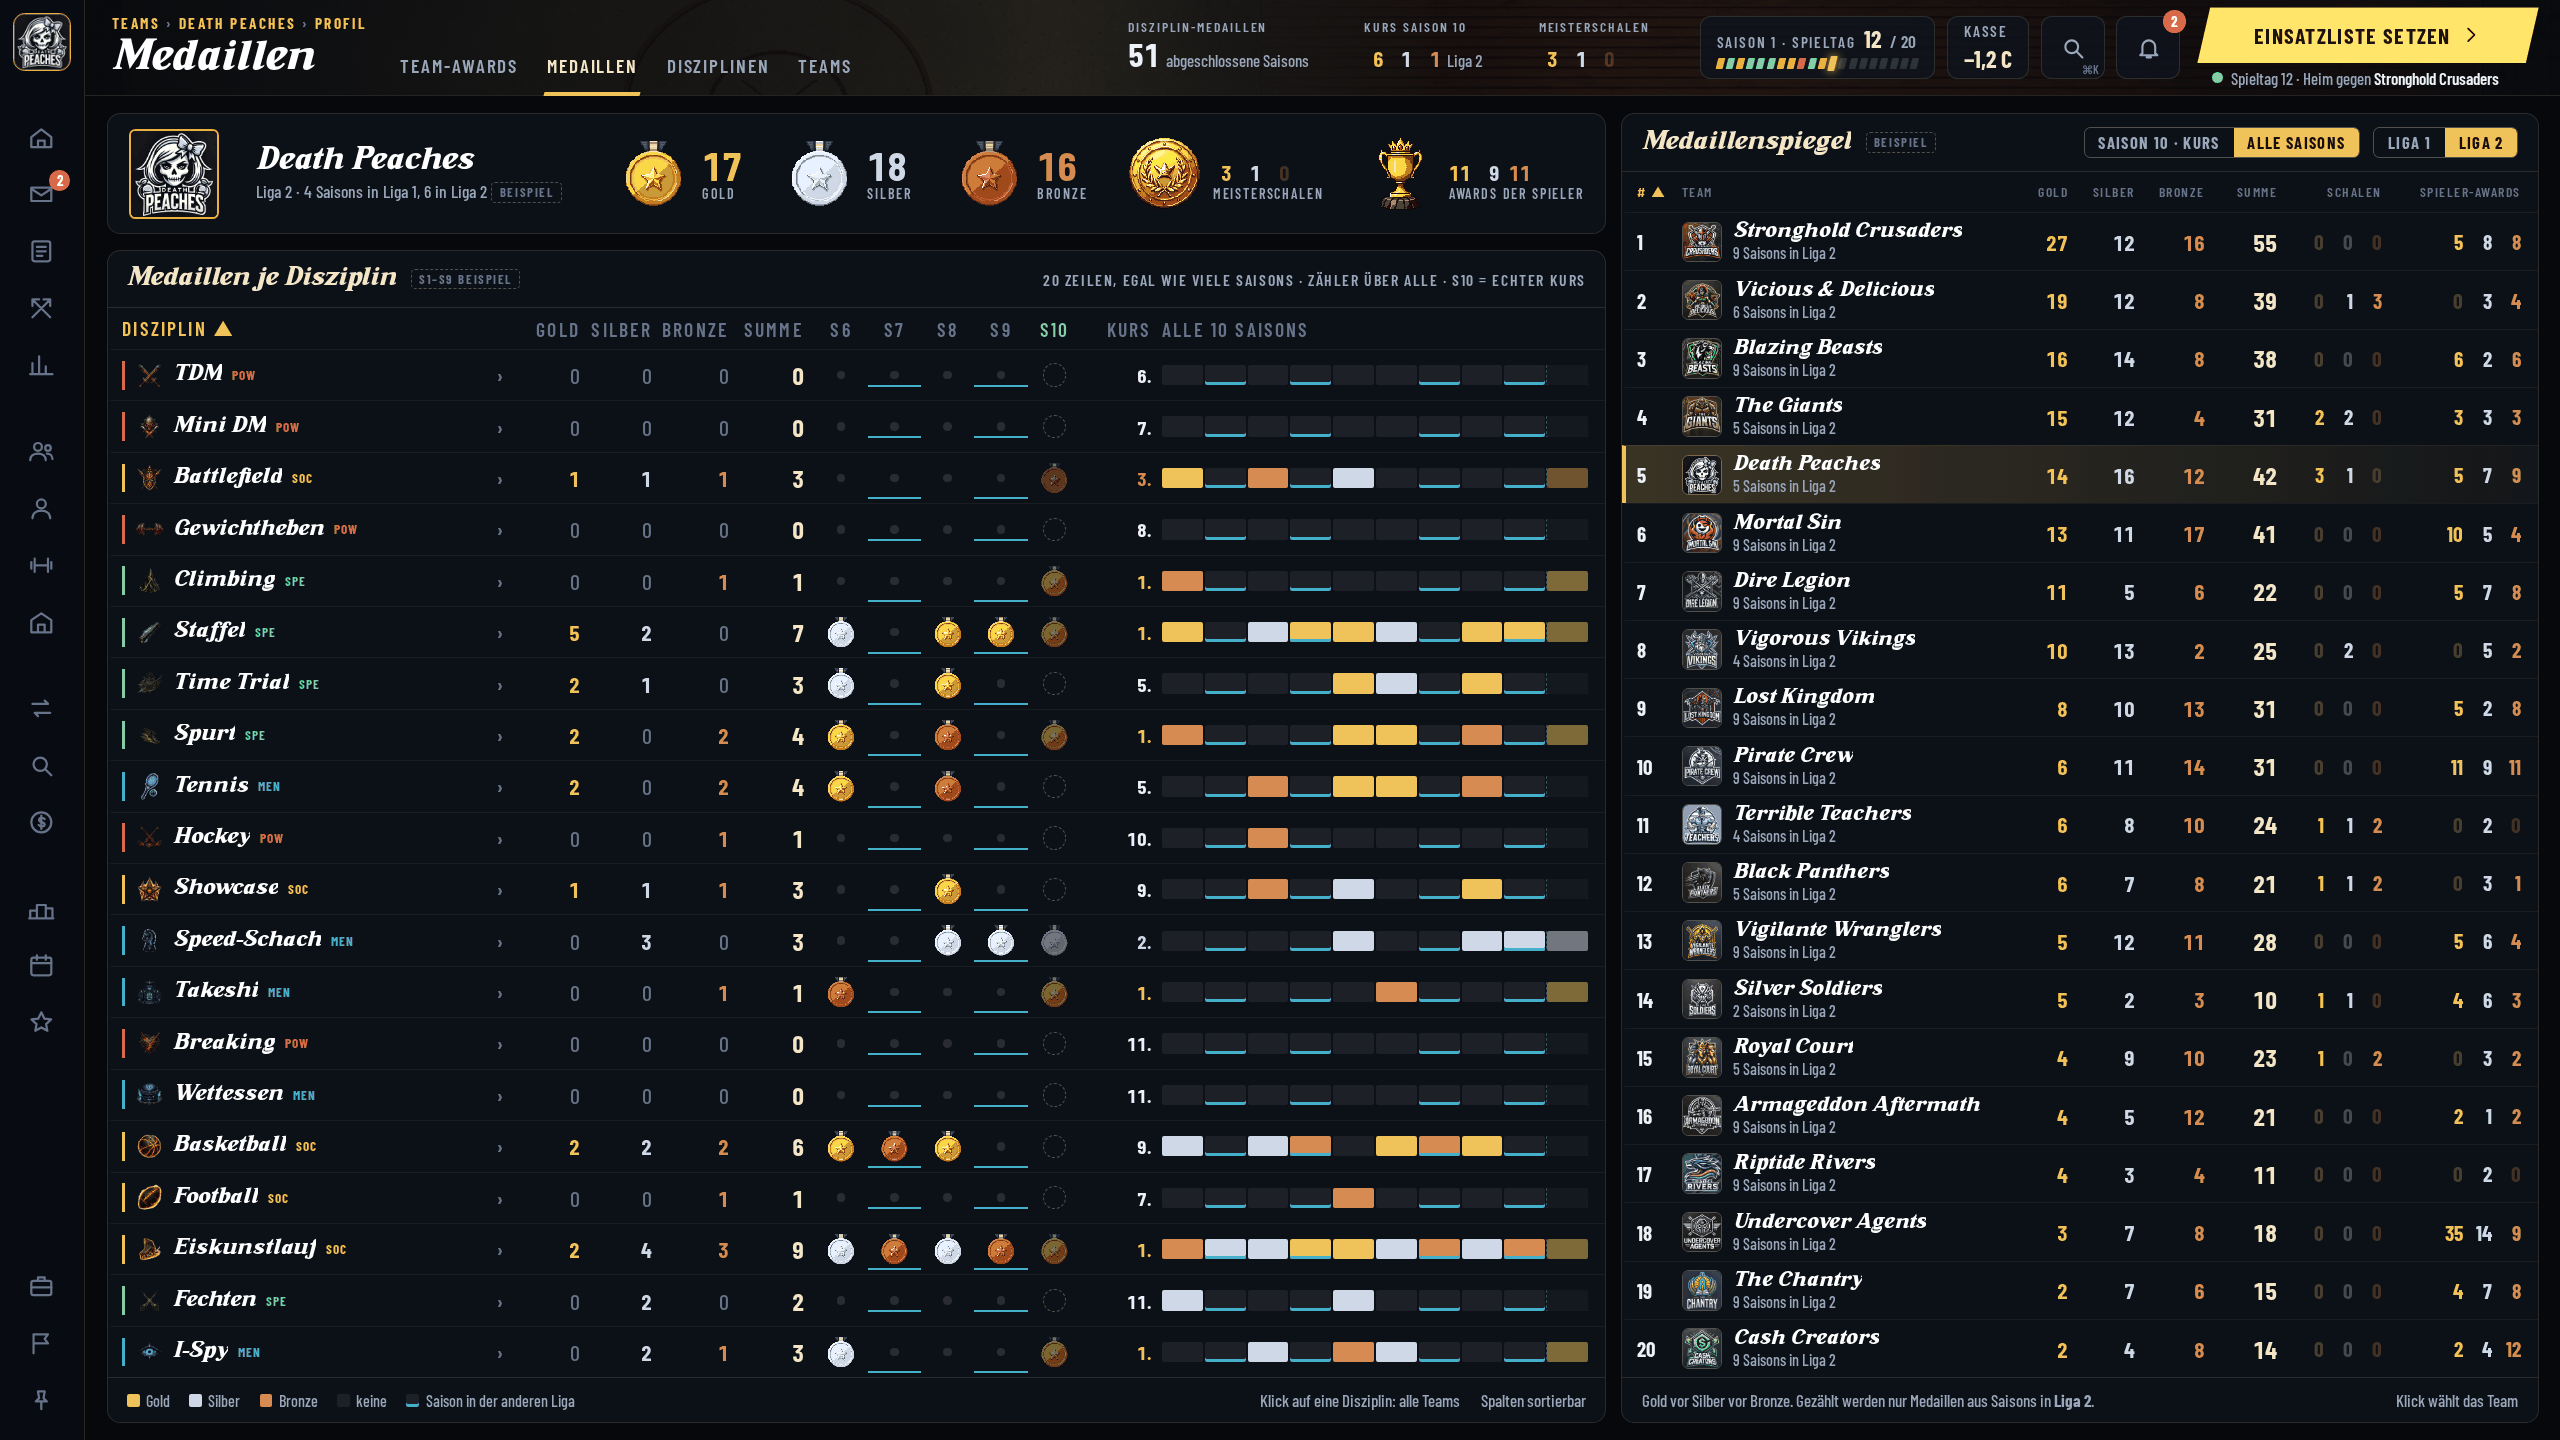 TEAMS › DEATH PEACHES › PROFIL
Medaillen
TEAM-AWARDS MEDAILLEN DISZIPLINEN TEAMS
DISZIPLIN-MEDAILLEN
51 abgeschlossene Saisons
KURS SAISON 10
6 1 1 Liga 2
MEISTERSCHALEN
3 1 0
SAISON 1 · SPIELTAG 12 / 20
KASSE
−1,2 C
⌘K
2
EINSATZLISTE SETZEN
Spieltag 12 · Heim gegen Stronghold Crusaders
2
Death Peaches
Liga 2 · 4 Saisons in Liga 1, 6 in Liga 2 BEISPIEL
17 GOLD
18 SILBER
16 BRONZE
3 1 0 MEISTERSCHALEN
11 9 11 AWARDS DER SPIELER
Medaillen je Disziplin S1–S9 BEISPIEL
20 ZEILEN, EGAL WIE VIELE SAISONS · ZÄHLER ÜBER ALLE · S10 = ECHTER KURS
DISZIPLIN ▲ GOLD SILBER BRONZE SUMME S6 S7 S8 S9 S10 KURS ALLE 10 SAISONS
TDM POW › 0 0 0 0 6.
Mini DM POW › 0 0 0 0 7.
Battlefield SOC › 1 1 1 3 3.
Gewichtheben POW › 0 0 0 0 8.
Climbing SPE › 0 0 1 1 1.
Staffel SPE › 5 2 0 7 1.
Time Trial SPE › 2 1 0 3 5.
Spurt SPE › 2 0 2 4 1.
Tennis MEN › 2 0 2 4 5.
Hockey POW › 0 0 1 1 10.
Showcase SOC › 1 1 1 3 9.
Speed-Schach MEN › 0 3 0 3 2.
Takeshi MEN › 0 0 1 1 1.
Breaking POW › 0 0 0 0 11.
Wettessen MEN › 0 0 0 0 11.
Basketball SOC › 2 2 2 6 9.
Football SOC › 0 0 1 1 7.
Eiskunstlauf SOC › 2 4 3 9 1.
Fechten SPE › 0 2 0 2 11.
I-Spy MEN › 0 2 1 3 1.
Gold Silber Bronze keine Saison in der anderen Liga
Klick auf eine Disziplin: alle Teams Spalten sortierbar
Medaillenspiegel BEISPIEL
SAISON 10 · KURS ALLE SAISONS LIGA 1 LIGA 2
# ▲ TEAM GOLD SILBER BRONZE SUMME SCHALEN SPIELER-AWARDS
1 Stronghold Crusaders 27 12 16 55 0 0 0 5 8 8
9 Saisons in Liga 2
2 Vicious & Delicious 19 12 8 39 0 1 3 0 3 4
6 Saisons in Liga 2
3 Blazing Beasts 16 14 8 38 0 0 0 6 2 6
9 Saisons in Liga 2
4 The Giants 15 12 4 31 2 2 0 3 3 3
5 Saisons in Liga 2
5 Death Peaches 14 16 12 42 3 1 0 5 7 9
5 Saisons in Liga 2
6 Mortal Sin 13 11 17 41 0 0 0 10 5 4
9 Saisons in Liga 2
7 Dire Legion 11 5 6 22 0 0 0 5 7 8
9 Saisons in Liga 2
8 Vigorous Vikings 10 13 2 25 0 2 0 0 5 2
4 Saisons in Liga 2
9 Lost Kingdom 8 10 13 31 0 0 0 5 2 8
9 Saisons in Liga 2
10 Pirate Crew 6 11 14 31 0 0 0 11 9 11
9 Saisons in Liga 2
11 Terrible Teachers 6 8 10 24 1 1 2 0 2 0
4 Saisons in Liga 2
12 Black Panthers 6 7 8 21 1 1 2 0 3 1
5 Saisons in Liga 2
13 Vigilante Wranglers 5 12 11 28 0 0 0 5 6 4
9 Saisons in Liga 2
14 Silver Soldiers 5 2 3 10 1 1 0 4 6 3
2 Saisons in Liga 2
15 Royal Court 4 9 10 23 1 0 2 0 3 2
5 Saisons in Liga 2
16 Armageddon Aftermath 4 5 12 21 0 0 0 2 1 2
9 Saisons in Liga 2
17 Riptide Rivers 4 3 4 11 0 0 0 0 2 0
9 Saisons in Liga 2
18 Undercover Agents 3 7 8 18 0 0 0 35 14 9
9 Saisons in Liga 2
19 The Chantry 2 7 6 15 0 0 0 4 7 8
9 Saisons in Liga 2
20 Cash Creators 2 4 8 14 0 0 0 2 4 12
9 Saisons in Liga 2
Gold vor Silber vor Bronze. Gezählt werden nur Medaillen aus Saisons in Liga 2.
Klick wählt das Team